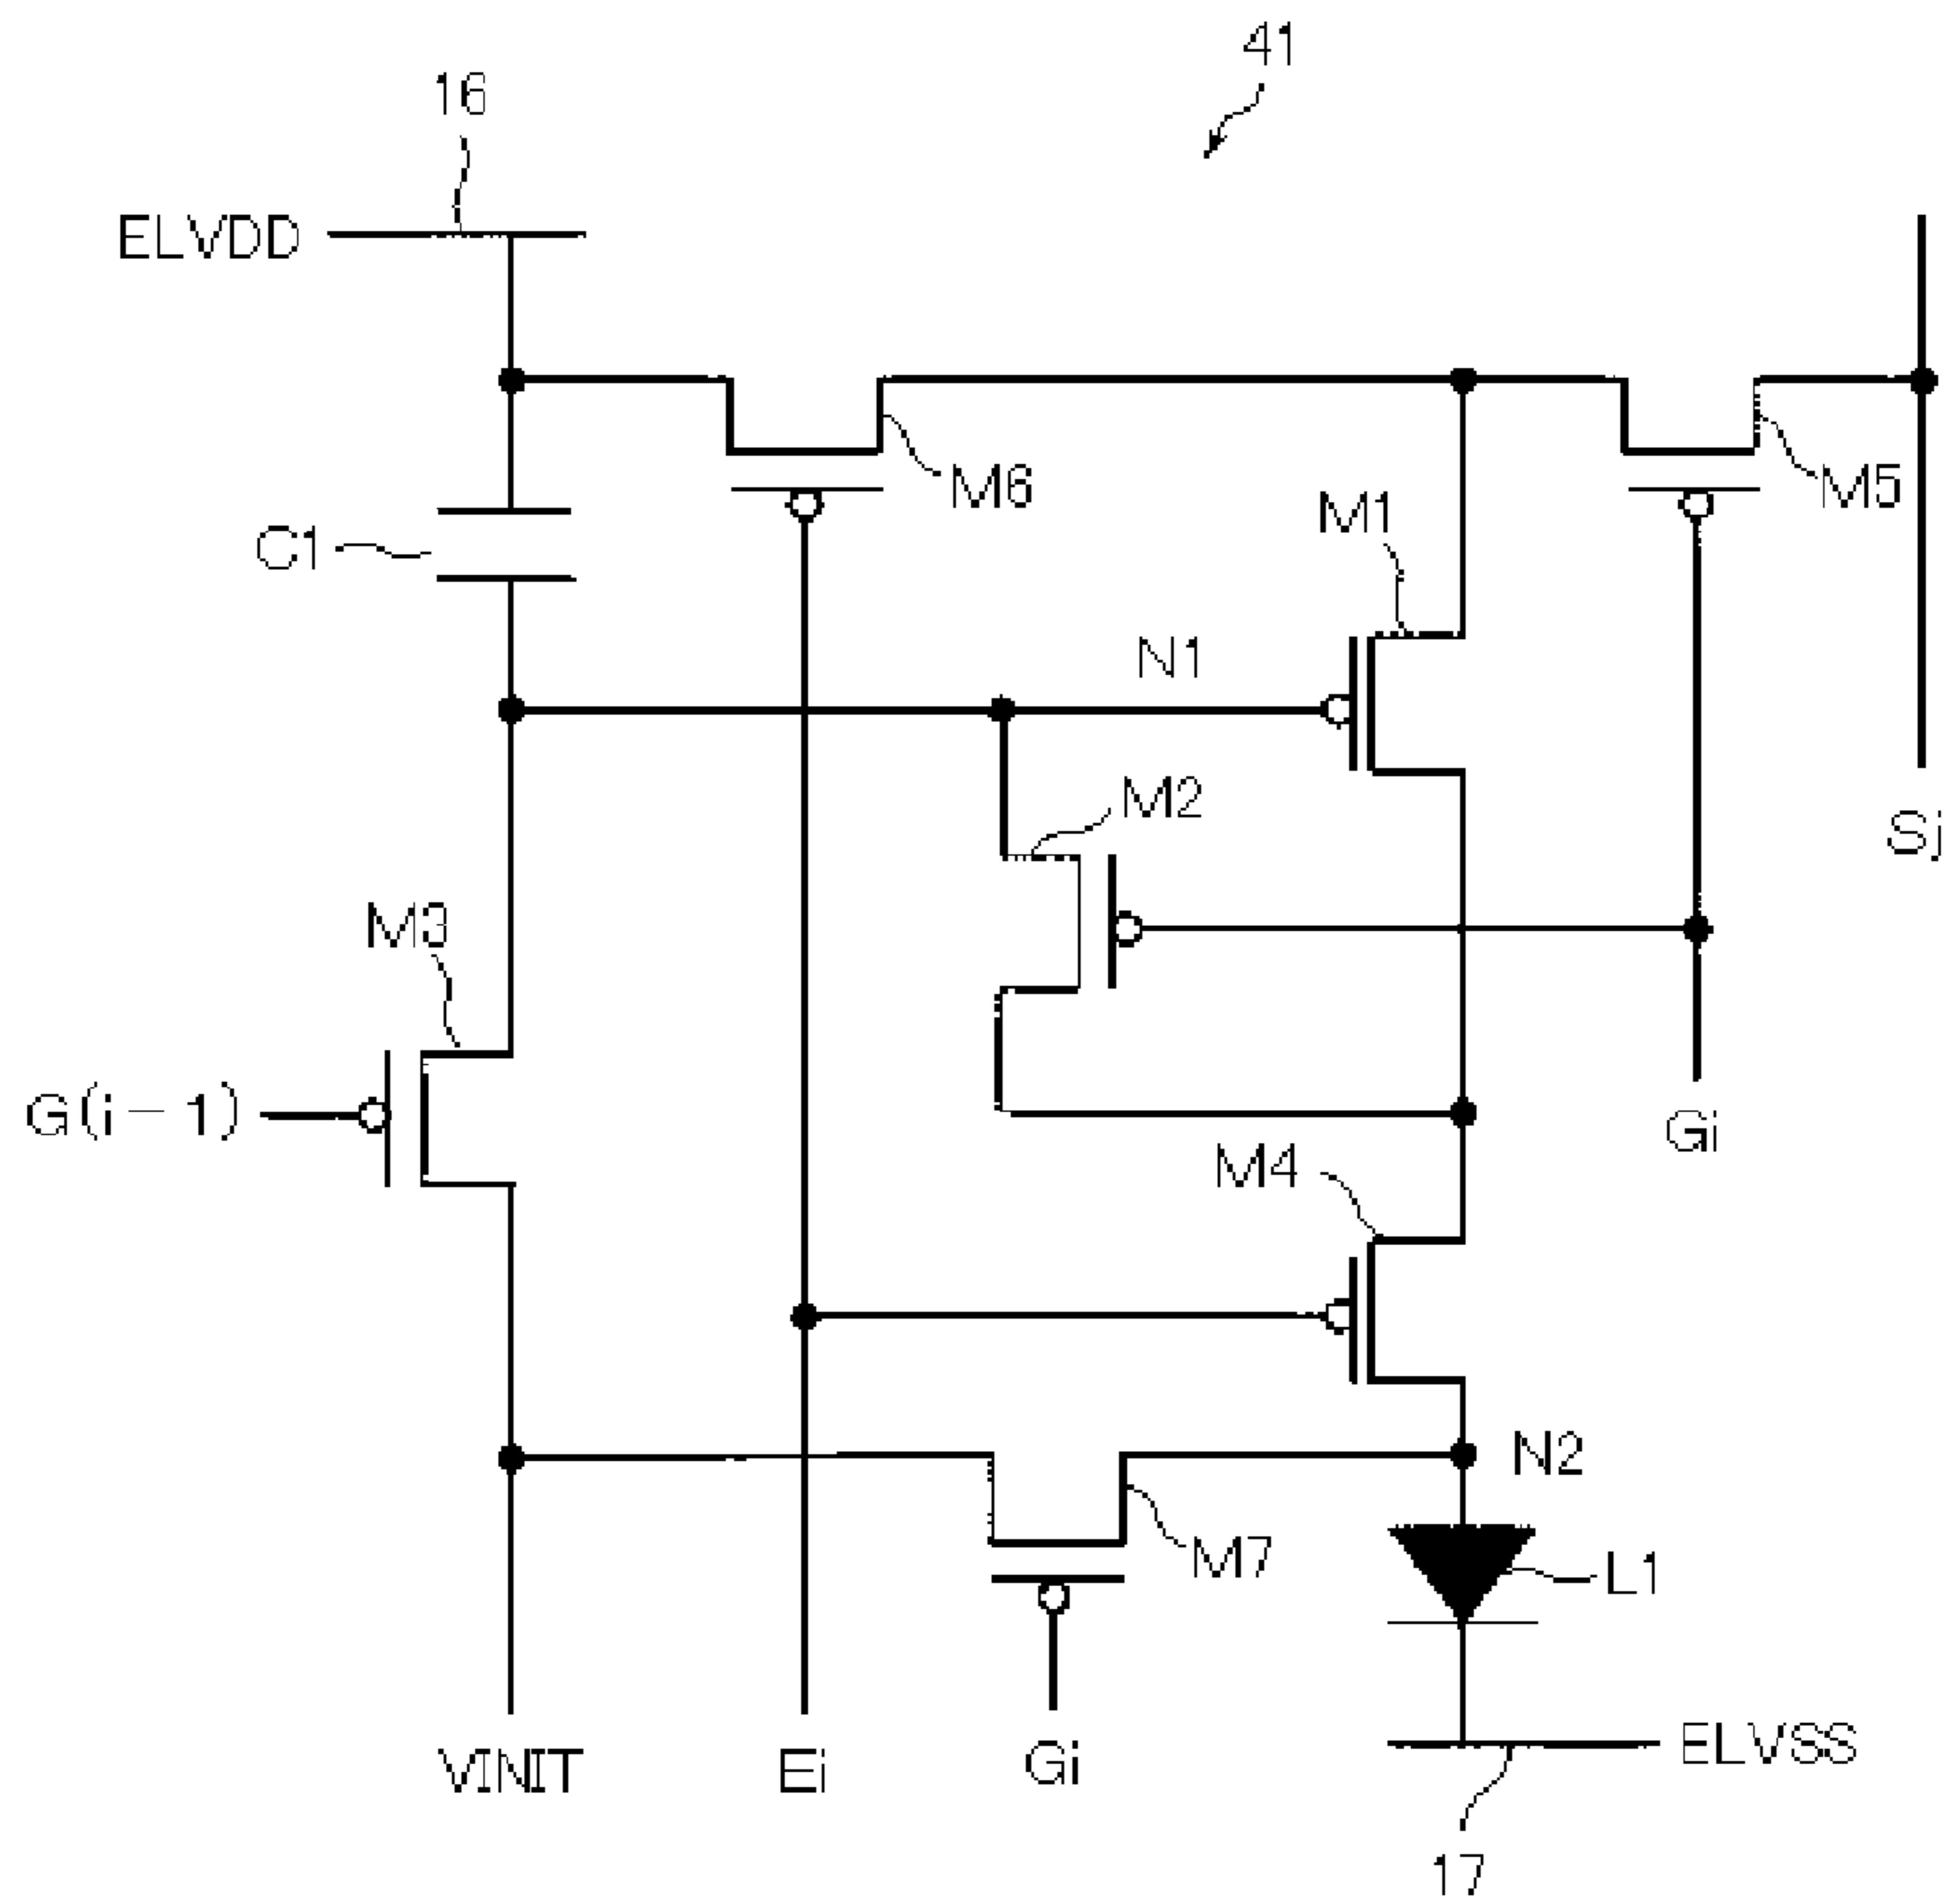 41
16
ELVDD
M6
M5
M1
C1
N1
M2
Sj
M3
G(i-1)
Gi
M4
N2
M7
L1
VINIT
Ei
Gi
ELVSS
17